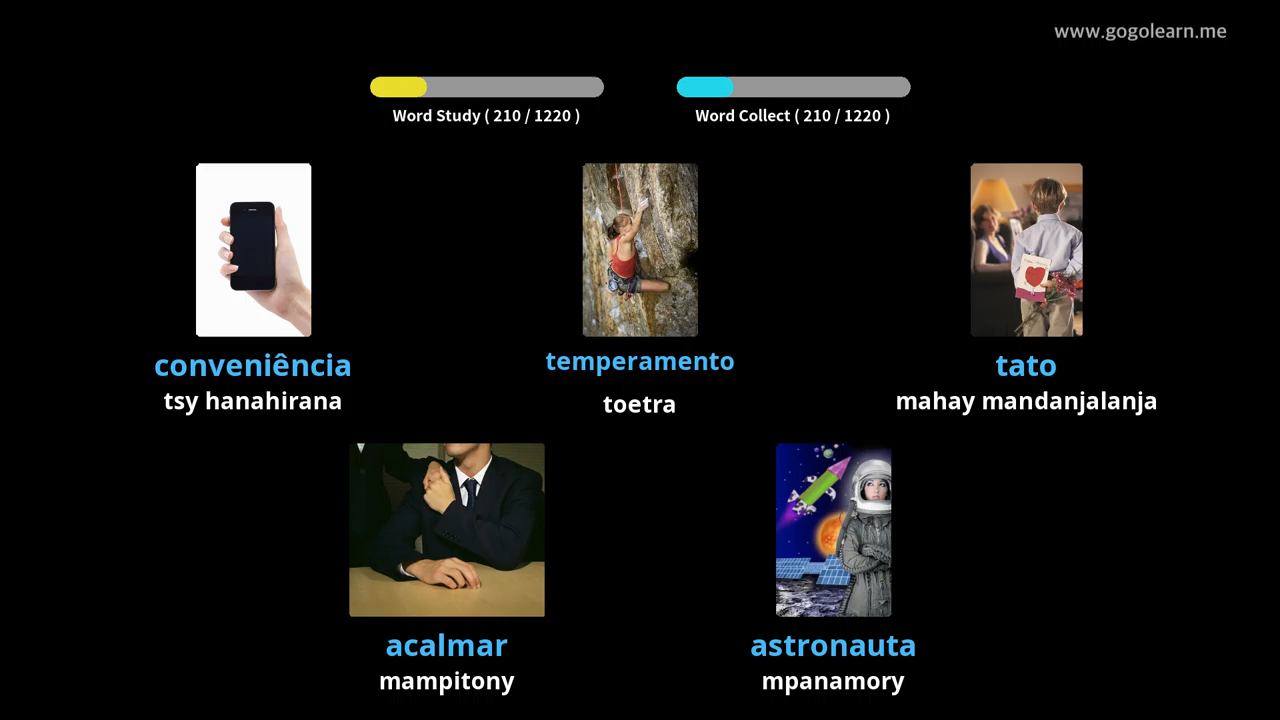 www.gogolearn.me
Word Study ( 210 / 1220 )
Word Collect ( 210 / 1220 )
conveniência
tsy hanahirana
temperamento
toetra
tato
mahay mandanjalanja
acalmar
mampitony
astronauta
mpanamory